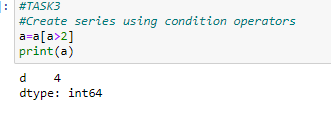 ]:
#TASK3
#Create series using condition operators
a=a[a>2]
print(a)
d    4
dtype: int64